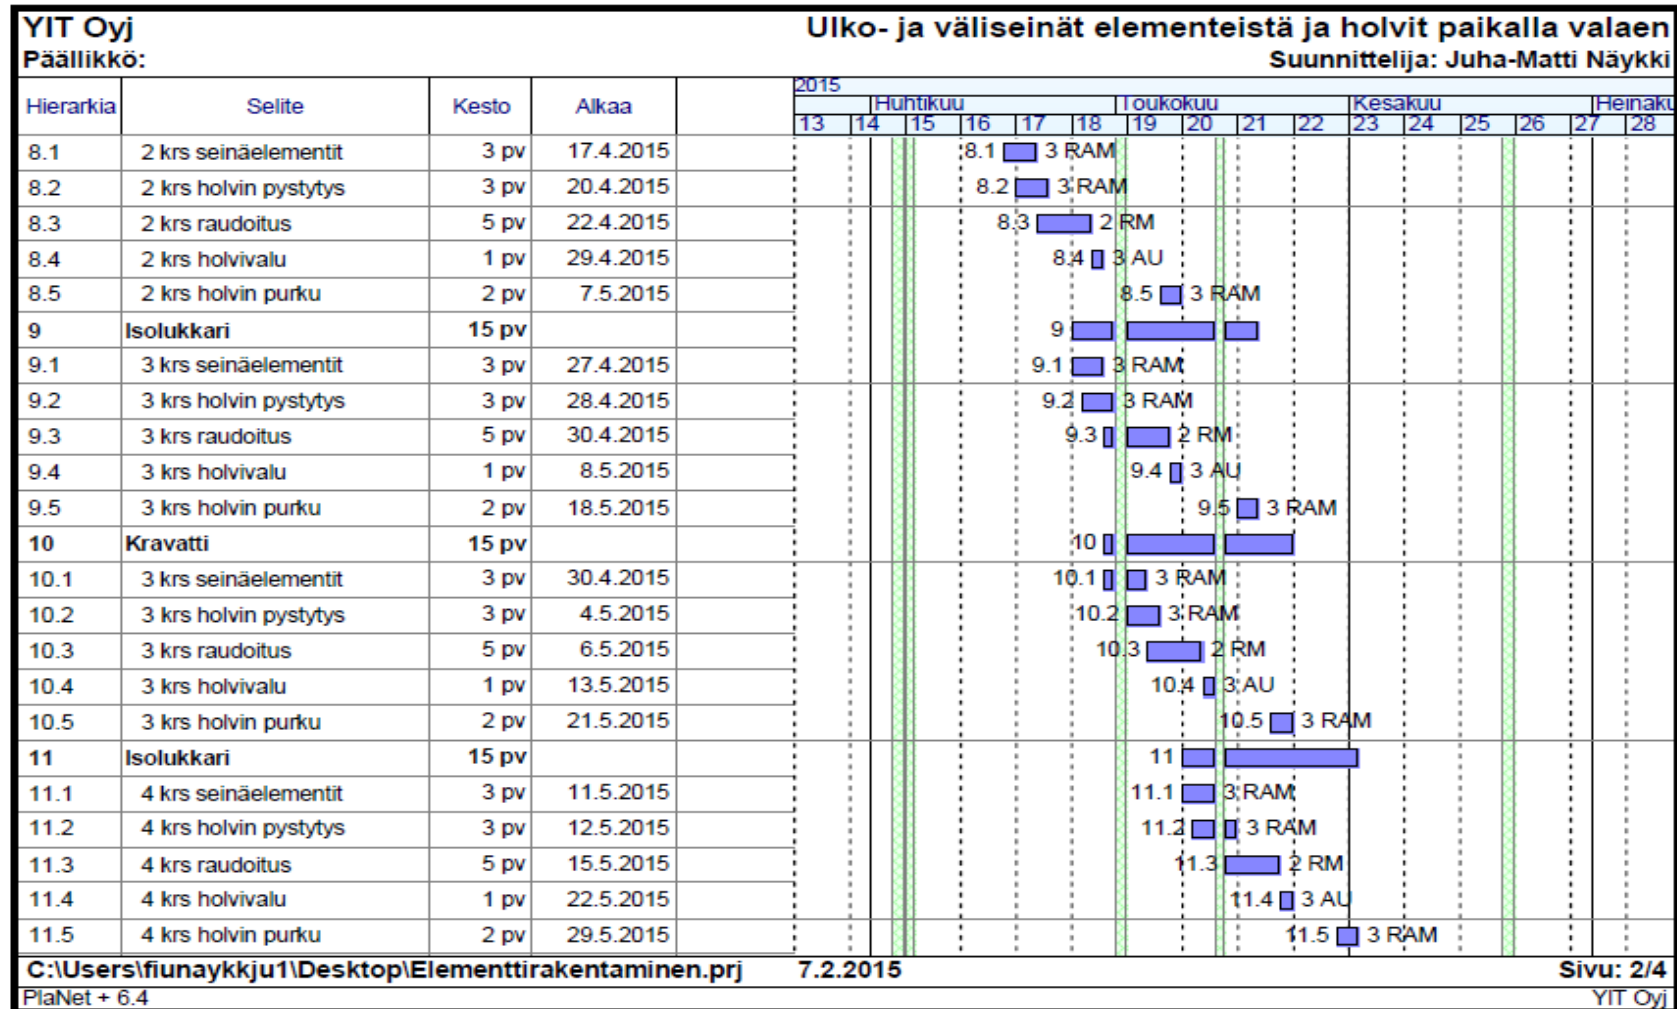 YIT Oyj Ulko- ja väliseinät elementeistä ja holvit paikalla valaen
Päällikkö: Suunnittelija: Juha-Matti Näykki
2015
Hierarkia Selite Kesto Alkaa
Huhtikuu Toukokuu Kesäkuu Heinäku
13 14 15 16 17 18 19 20 21 22 23 24 25 26 27 28
8.1 2 krs seinäelementit 3 pv 17.4.2015 8.1 3 RAM
8.2 2 krs holvin pystytys 3 pv 20.4.2015 8.2 3 RAM
8.3 2 krs raudoitus 5 pv 22.4.2015 8.3 2 RM
8.4 2 krs holvivalu 1 pv 29.4.2015 8.4 3 AU
8.5 2 krs holvin purku 2 pv 7.5.2015 8.5 3 RAM
9 Isolukkari 15 pv 9
9.1 3 krs seinäelementit 3 pv 27.4.2015 9.1 3 RAM
9.2 3 krs holvin pystytys 3 pv 28.4.2015 9.2 3 RAM
9.3 3 krs raudoitus 5 pv 30.4.2015 9.3 2 RM
9.4 3 krs holvivalu 1 pv 8.5.2015 9.4 3 AU
9.5 3 krs holvin purku 2 pv 18.5.2015 9.5 3 RAM
10 Kravatti 15 pv 10
10.1 3 krs seinäelementit 3 pv 30.4.2015 10.1 3 RAM
10.2 3 krs holvin pystytys 3 pv 4.5.2015 10.2 3 RAM
10.3 3 krs raudoitus 5 pv 6.5.2015 10.3 2 RM
10.4 3 krs holvivalu 1 pv 13.5.2015 10.4 3 AU
10.5 3 krs holvin purku 2 pv 21.5.2015 10.5 3 RAM
11 Isolukkari 15 pv 11
11.1 4 krs seinäelementit 3 pv 11.5.2015 11.1 3 RAM
11.2 4 krs holvin pystytys 3 pv 12.5.2015 11.2 3 RAM
11.3 4 krs raudoitus 5 pv 15.5.2015 11.3 2 RM
11.4 4 krs holvivalu 1 pv 22.5.2015 11.4 3 AU
11.5 4 krs holvin purku 2 pv 29.5.2015 11.5 3 RAM
C:\Users\fiunaykkju1\Desktop\Elementtirakentaminen.prj 7.2.2015 Sivu: 2/4
PlaNet + 6.4 YIT Oyj